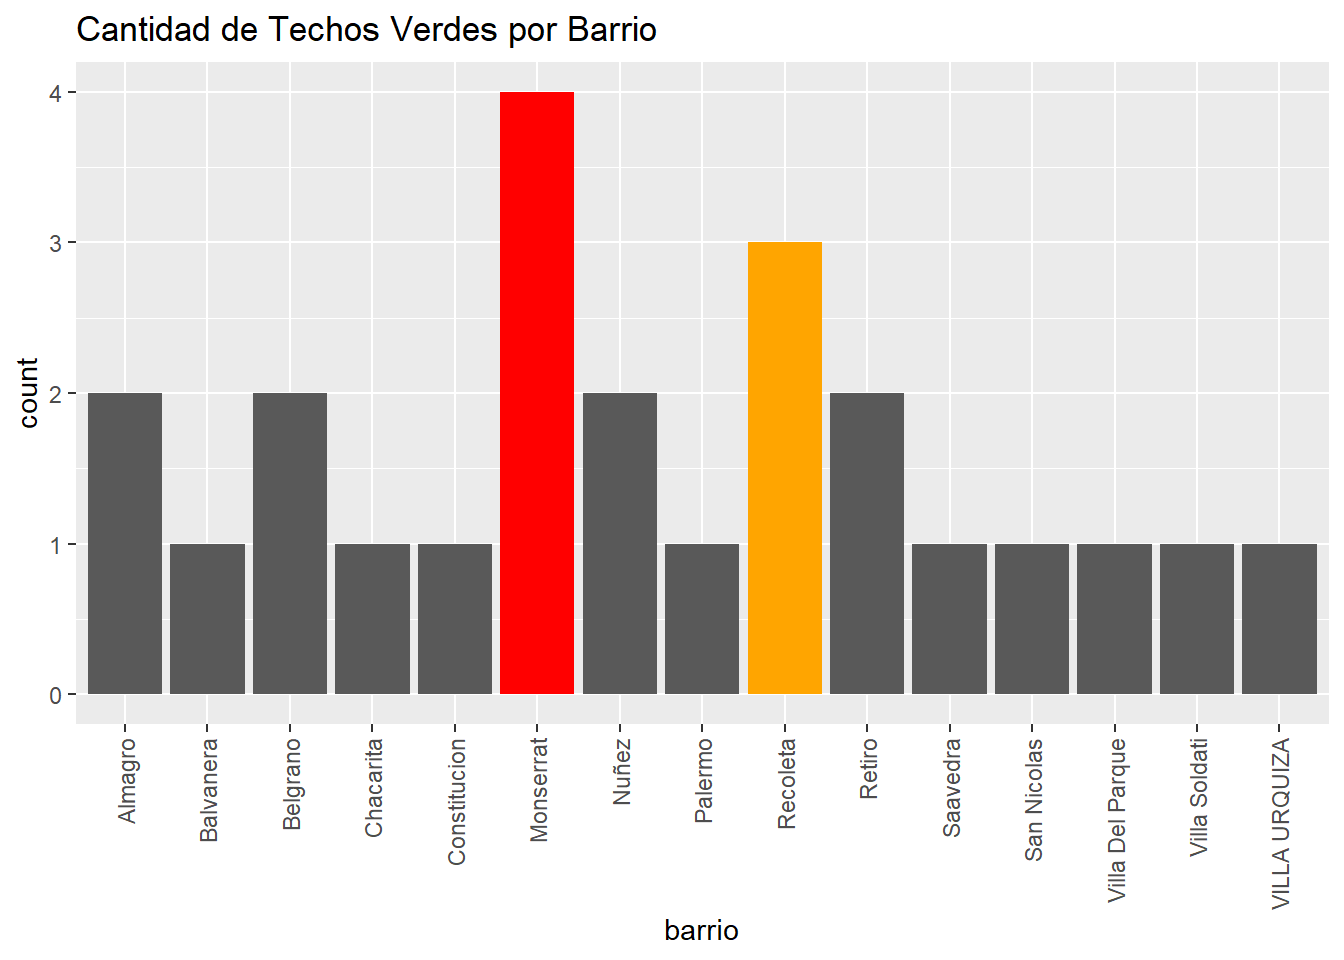 Cantidad de Techos Verdes por Barrio
4
3
2
1
0
count
Almagro
Balvanera
Belgrano
Chacarita
Constitucion
Monserrat
Nuñez
Palermo
Recoleta
Retiro
Saavedra
San Nicolas
Villa Del Parque
Villa Soldati
VILLA URQUIZA
barrio